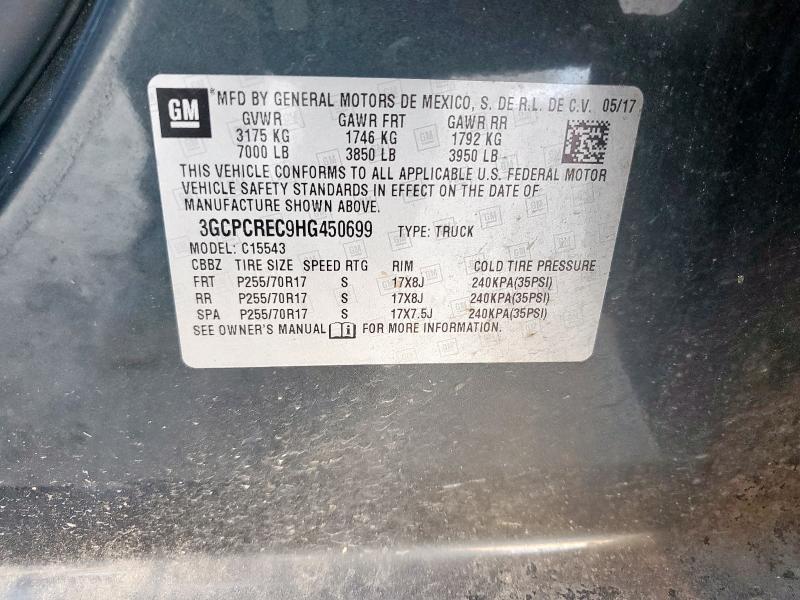 GM
*MFD BY GENERAL MOTORS DE MEXICO, S. DE R.L. DE C.V. 05/17
GVWR GAWR FRT GAWR RR
3175 KG 1746 KG 1792 KG
7000 LB 3850 LB 3950 LB
THIS VEHICLE CONFORMS TO ALL APPLICABLE U.S. FEDERAL MOTOR
VEHICLE SAFETY STANDARDS IN EFFECT ON THE DATE OF
MANUFACTURE SHOWN ABOVE.
3GCPCREC9HG450699 TYPE: TRUCK
MODEL: C15543
CBBZ TIRE SIZE SPEED RTG RIM COLD TIRE PRESSURE
FRT P255/70R17 S 17X8J 240KPA(35PSI)
RR P255/70R17 S 17X8J 240KPA(35PSI)
SPA P255/70R17 S 17X7.5J 240KPA(35PSI)
SEE OWNER'S MANUAL FOR MORE INFORMATION.